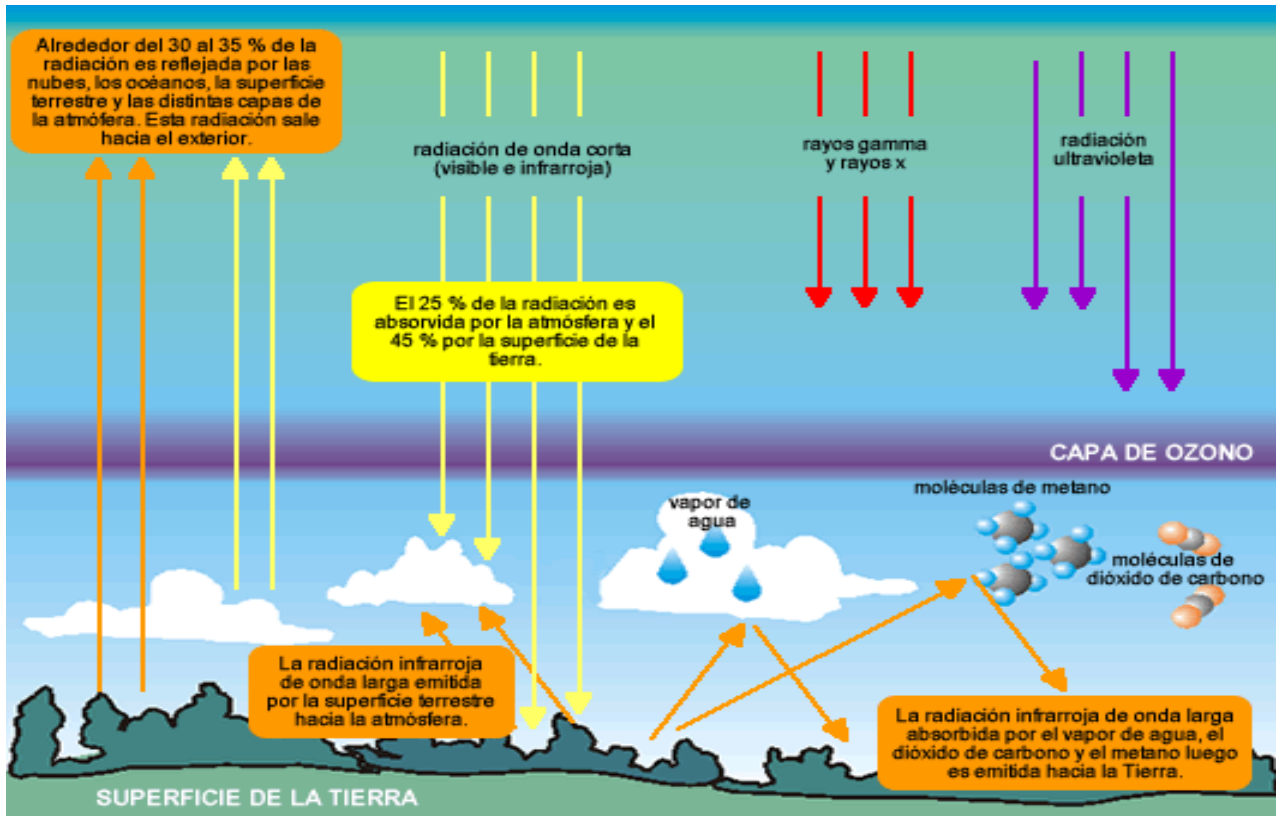 Alrededor del 30 al 35 % de la
radiación es reflejada por las
nubes, los océanos, la superficie
terrestre y las distintas capas de
la atmófera. Esta radiación sale
hacia el exterior.
radiación de onda corta
(visible e infrarroja)
rayos gamma
y rayos x
radiación
ultravioleta
El 25 % de la radiación es
absorvida por la atmósfera y el
45 % por la superficie de la
tierra.
CAPA DE OZONO
vapor de
agua
moléculas de metano
moléculas de
dióxido de carbono
La radiación infrarroja
de onda larga emitida
por la superficie terrestre
hacia la atmósfera.
La radiación infrarroja de onda larga
absorbida por el vapor de agua, el
dióxido de carbono y el metano luego
es emitida hacia la Tierra.
SUPERFICIE DE LA TIERRA